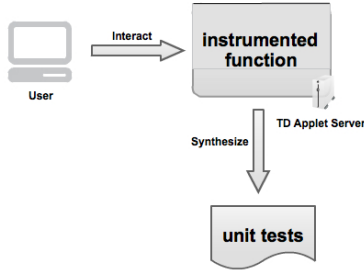 Interact
instrumented
function
User
TD Applet Server
Synthesize
unit tests